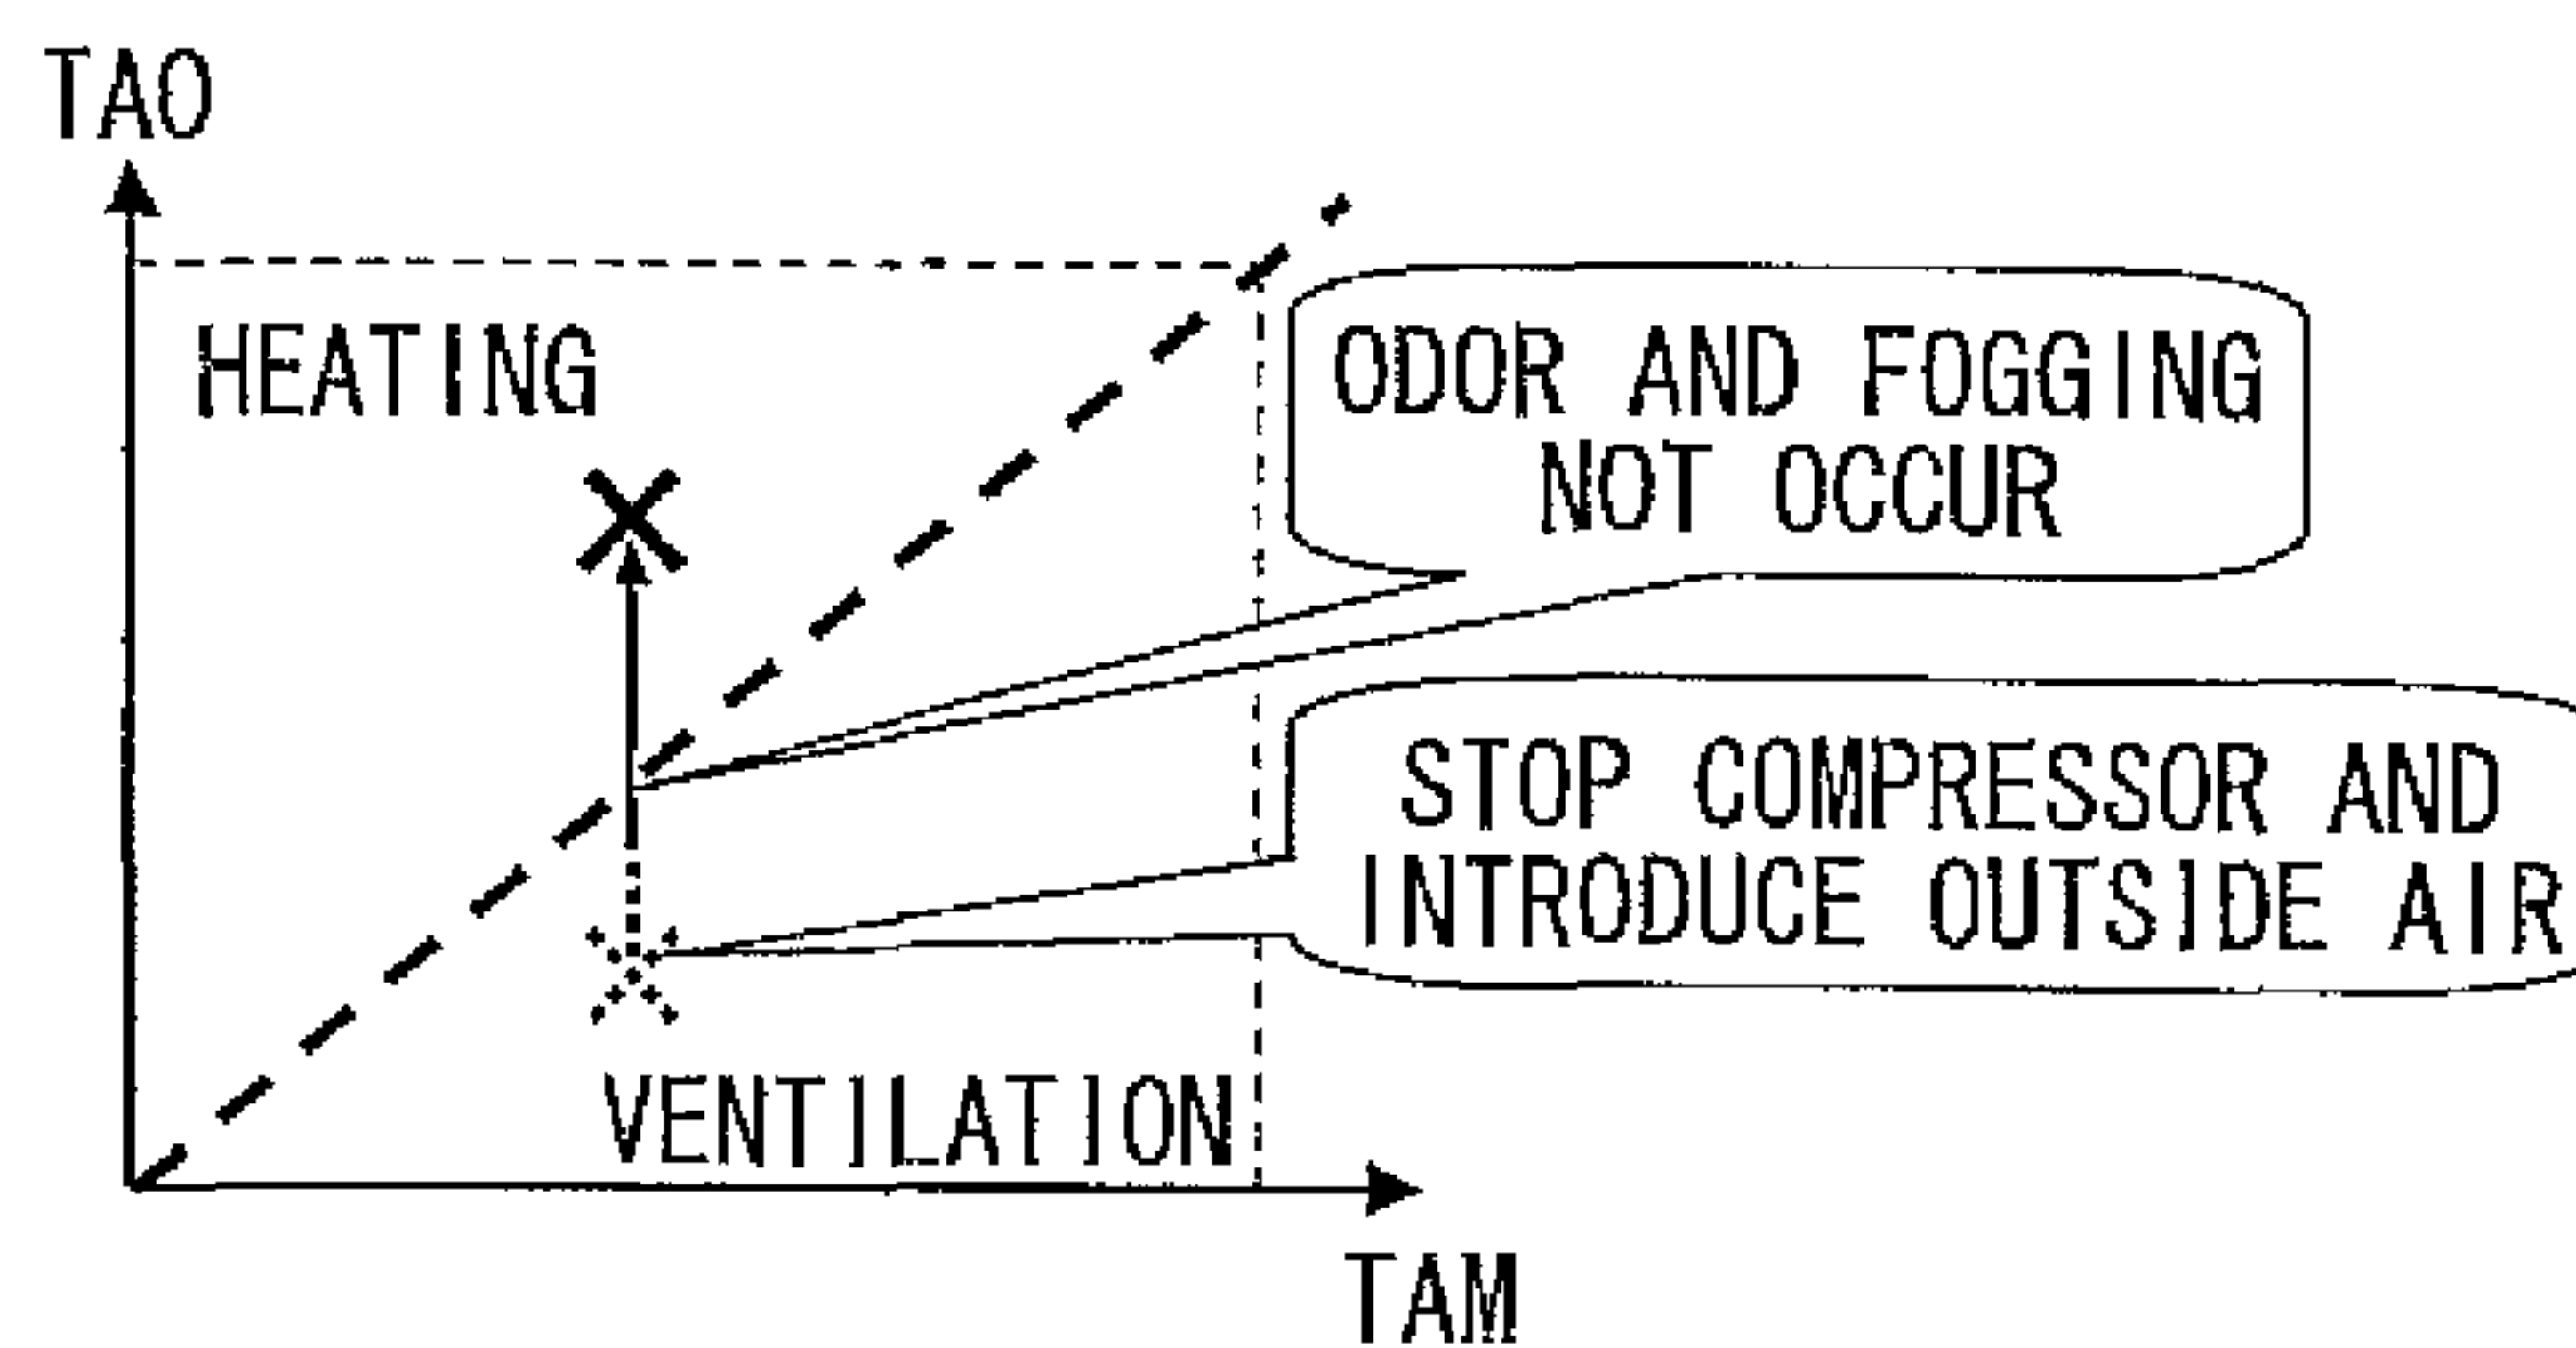 TAO
HEATING
ODOR AND FOGGING
NOT OCCUR
STOP COMPRESSOR AND
INTRODUCE OUTSIDE AIR
VENTILATION
TAM